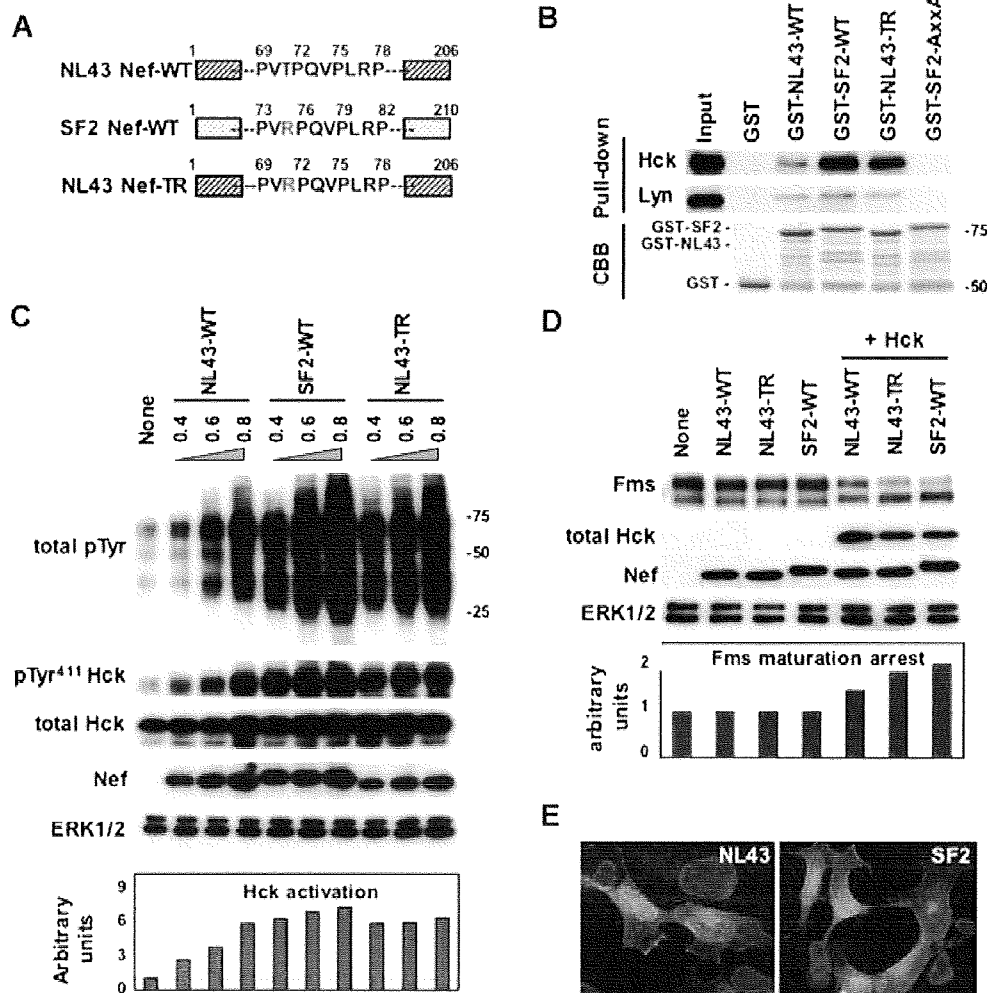 A
1 69 72 75 78 206
NL43 Nef-WT --PVTPQVPLRP--
1 73 76 79 82 210
SF2 Nef-WT --PVRPQVPLRP--
1 69 72 75 78 206
NL43 Nef-TR --PVRPQVPLRP--
B
Input
GST
GST-NL43-WT
GST-SF2-WT
GST-NL43-TR
GST-SF2-AxxA
Pull-down
Hck
Lyn
CBB
GST-SF2 -
GST-NL43 -
GST -
-75
-50
C
None
NL43-WT
SF2-WT
NL43-TR
0.4 0.6 0.8 0.4 0.6 0.8 0.4 0.6 0.8
total pTyr
-75
-50
-25
pTyr411 Hck
total Hck
Nef
ERK1/2
Hck activation
Arbitrary units
9
6
3
0
D
+ Hck
None
NL43-WT
NL43-TR
SF2-WT
NL43-WT
NL43-TR
SF2-WT
Fms
total Hck
Nef
ERK1/2
Fms maturation arrest
arbitrary units
2
1
0
E
NL43
SF2